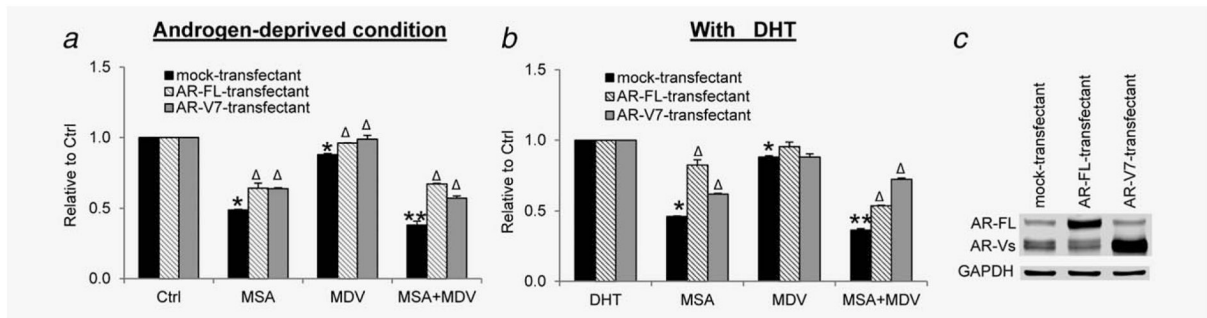 a
Androgen-deprived condition
1.5
1.0
0.5
0.0
Relative to Ctrl
mock-transfectant
AR-FL-transfectant
AR-V7-transfectant
*
Δ
Δ
*
Δ
Δ
**
Δ
Δ
Ctrl
MSA
MDV
MSA+MDV
b
With DHT
1.5
1.0
0.5
0.0
Relative to Ctrl
mock-transfectant
AR-FL-transfectant
AR-V7-transfectant
*
Δ
Δ
*
**
Δ
Δ
DHT
MSA
MDV
MSA+MDV
c
mock-transfectant
AR-FL-transfectant
AR-V7-transfectant
AR-FL
AR-Vs
GAPDH